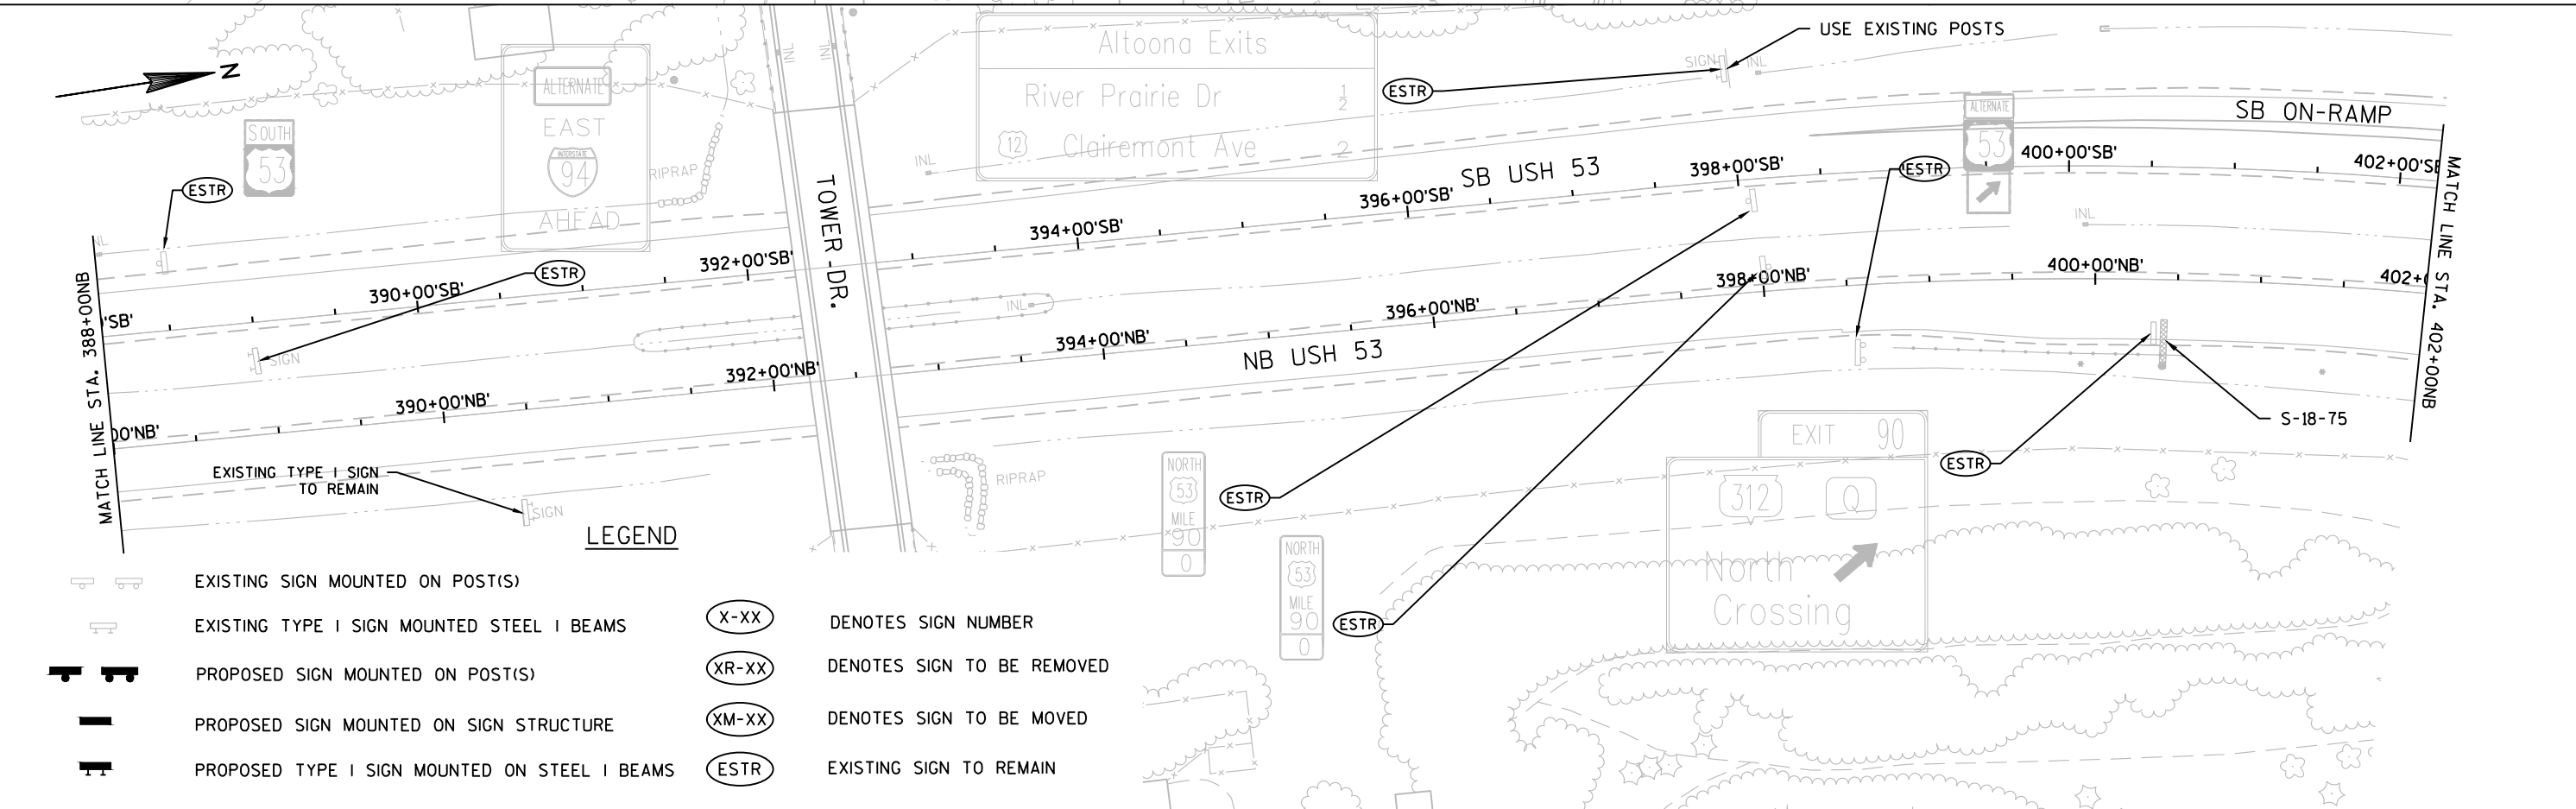 N
SOUTH
53
ESTR
ALTERNATE
EAST
INTERSTATE
94
AHEAD
ESTR
RIPRAP
INL
INL
TOWER DR.
Altoona Exits
River Prairie Dr 1/2
12 Clairemont Ave 2
INL
ESTR
SIGN
INL
USE EXISTING POSTS
ALTERNATE
53
ESTR
SB ON-RAMP
INL
INL
INL
SB USH 53
NB USH 53
'SB'
390+00'SB'
392+00'SB'
394+00'SB'
396+00'SB'
398+00'SB'
400+00'SB'
402+00'SB
00'NB'
390+00'NB'
392+00'NB'
394+00'NB'
396+00'NB'
398+00'NB'
400+00'NB'
402+0
MATCH LINE STA. 388+00NB
MATCH LINE STA. 402+00NB
SIGN
EXISTING TYPE I SIGN
TO REMAIN
SIGN
RIPRAP
NORTH
53
MILE
90
0
ESTR
NORTH
53
MILE
90
0
ESTR
EXIT 90
312 Q
North
Crossing
ESTR
S-18-75
LEGEND
EXISTING SIGN MOUNTED ON POST(S)
EXISTING TYPE I SIGN MOUNTED STEEL I BEAMS
PROPOSED SIGN MOUNTED ON POST(S)
PROPOSED SIGN MOUNTED ON SIGN STRUCTURE
PROPOSED TYPE I SIGN MOUNTED ON STEEL I BEAMS
X-XX DENOTES SIGN NUMBER
XR-XX DENOTES SIGN TO BE REMOVED
XM-XX DENOTES SIGN TO BE MOVED
ESTR EXISTING SIGN TO REMAIN